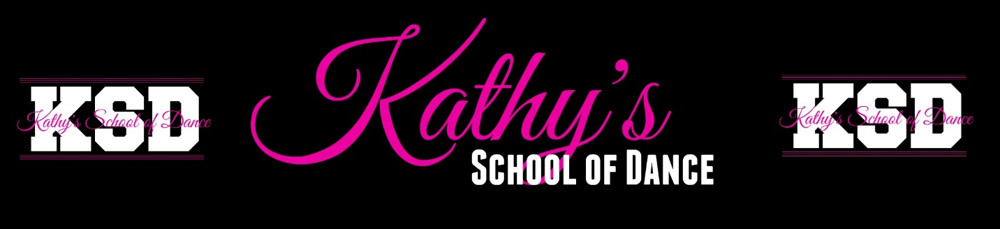 KSD
Kathy's School of Dance
Kathy's
School of Dance
KSD
Kathy's School of Dance